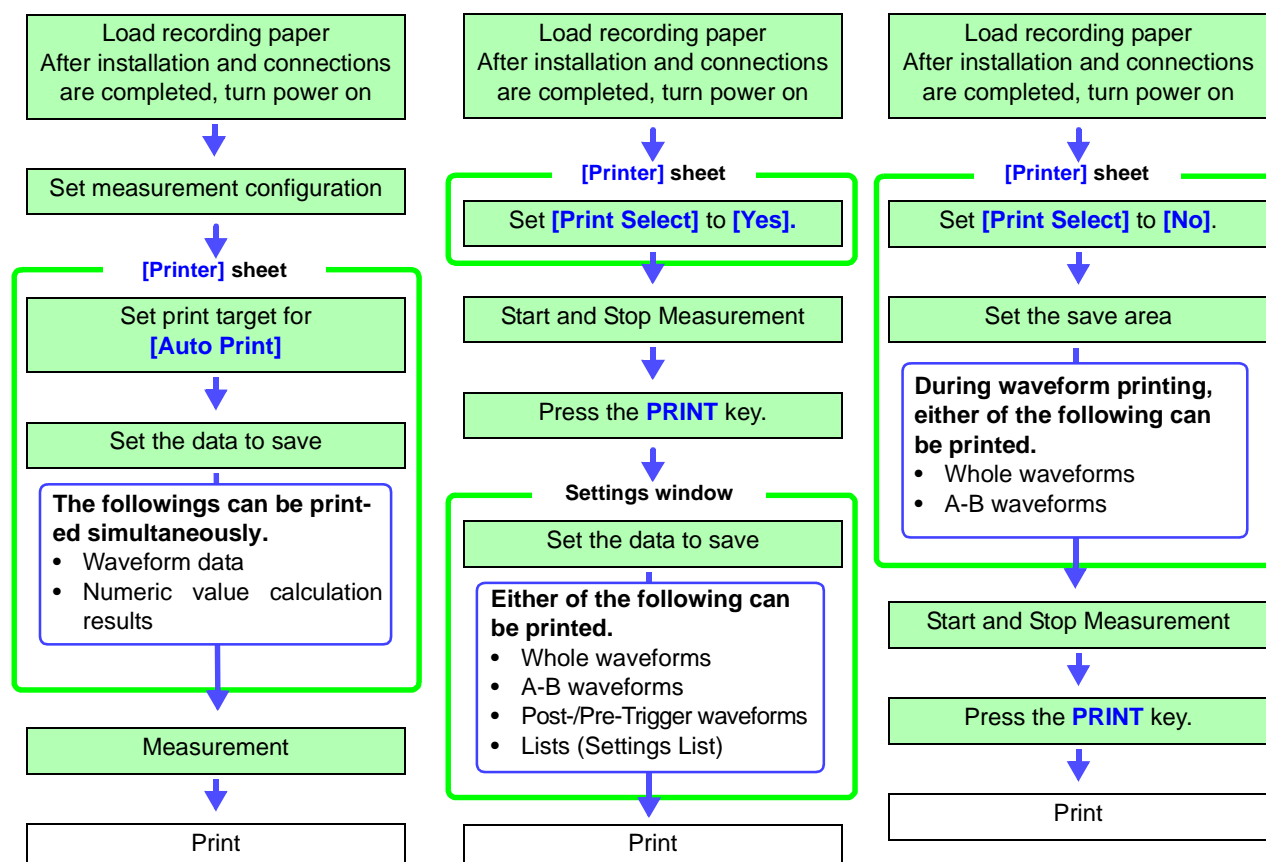 Load recording paper
After installation and connections
are completed, turn power on
Set measurement configuration
[Printer] sheet
Set print target for
[Auto Print]
Set the data to save
The followings can be print-
ed simultaneously.
• Waveform data
• Numeric value calculation
results
Measurement
Print
Load recording paper
After installation and connections
are completed, turn power on
[Printer] sheet
Set [Print Select] to [Yes].
Start and Stop Measurement
Press the PRINT key.
Settings window
Set the data to save
Either of the following can
be printed.
• Whole waveforms
• A-B waveforms
• Post-/Pre-Trigger waveforms
• Lists (Settings List)
Print
Load recording paper
After installation and connections
are completed, turn power on
[Printer] sheet
Set [Print Select] to [No].
Set the save area
During waveform printing,
either of the following can
be printed.
• Whole waveforms
• A-B waveforms
Start and Stop Measurement
Press the PRINT key.
Print